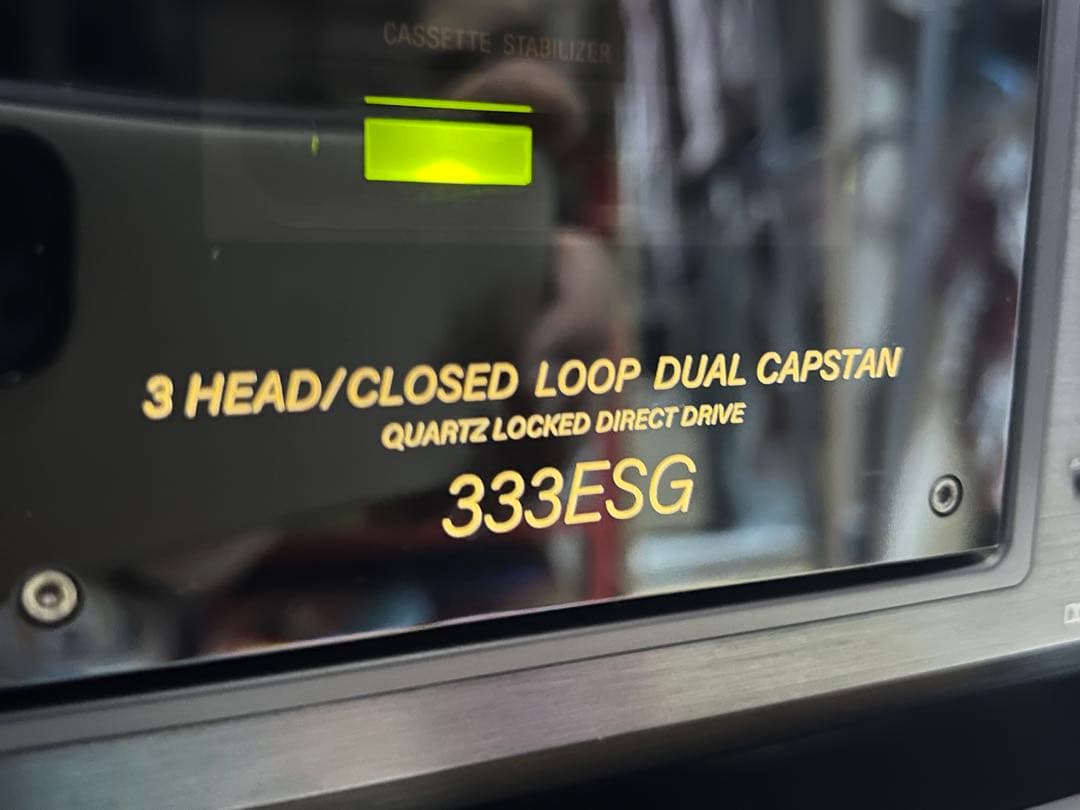 CASSETTE STABILIZER
3 HEAD/CLOSED LOOP DUAL CAPSTAN
QUARTZ LOCKED DIRECT DRIVE
333ESG